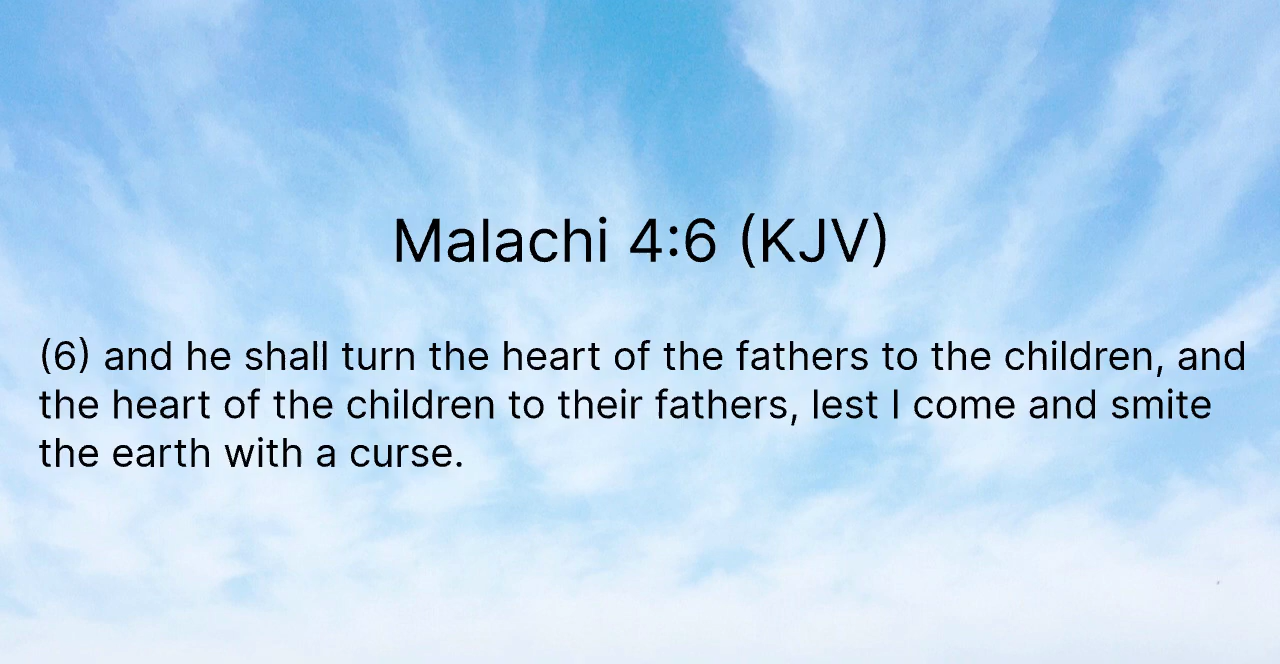 Malachi 4:6 (KJV)
(6) and he shall turn the heart of the fathers to the children, and
the heart of the children to their fathers, lest I come and smite
the earth with a curse.